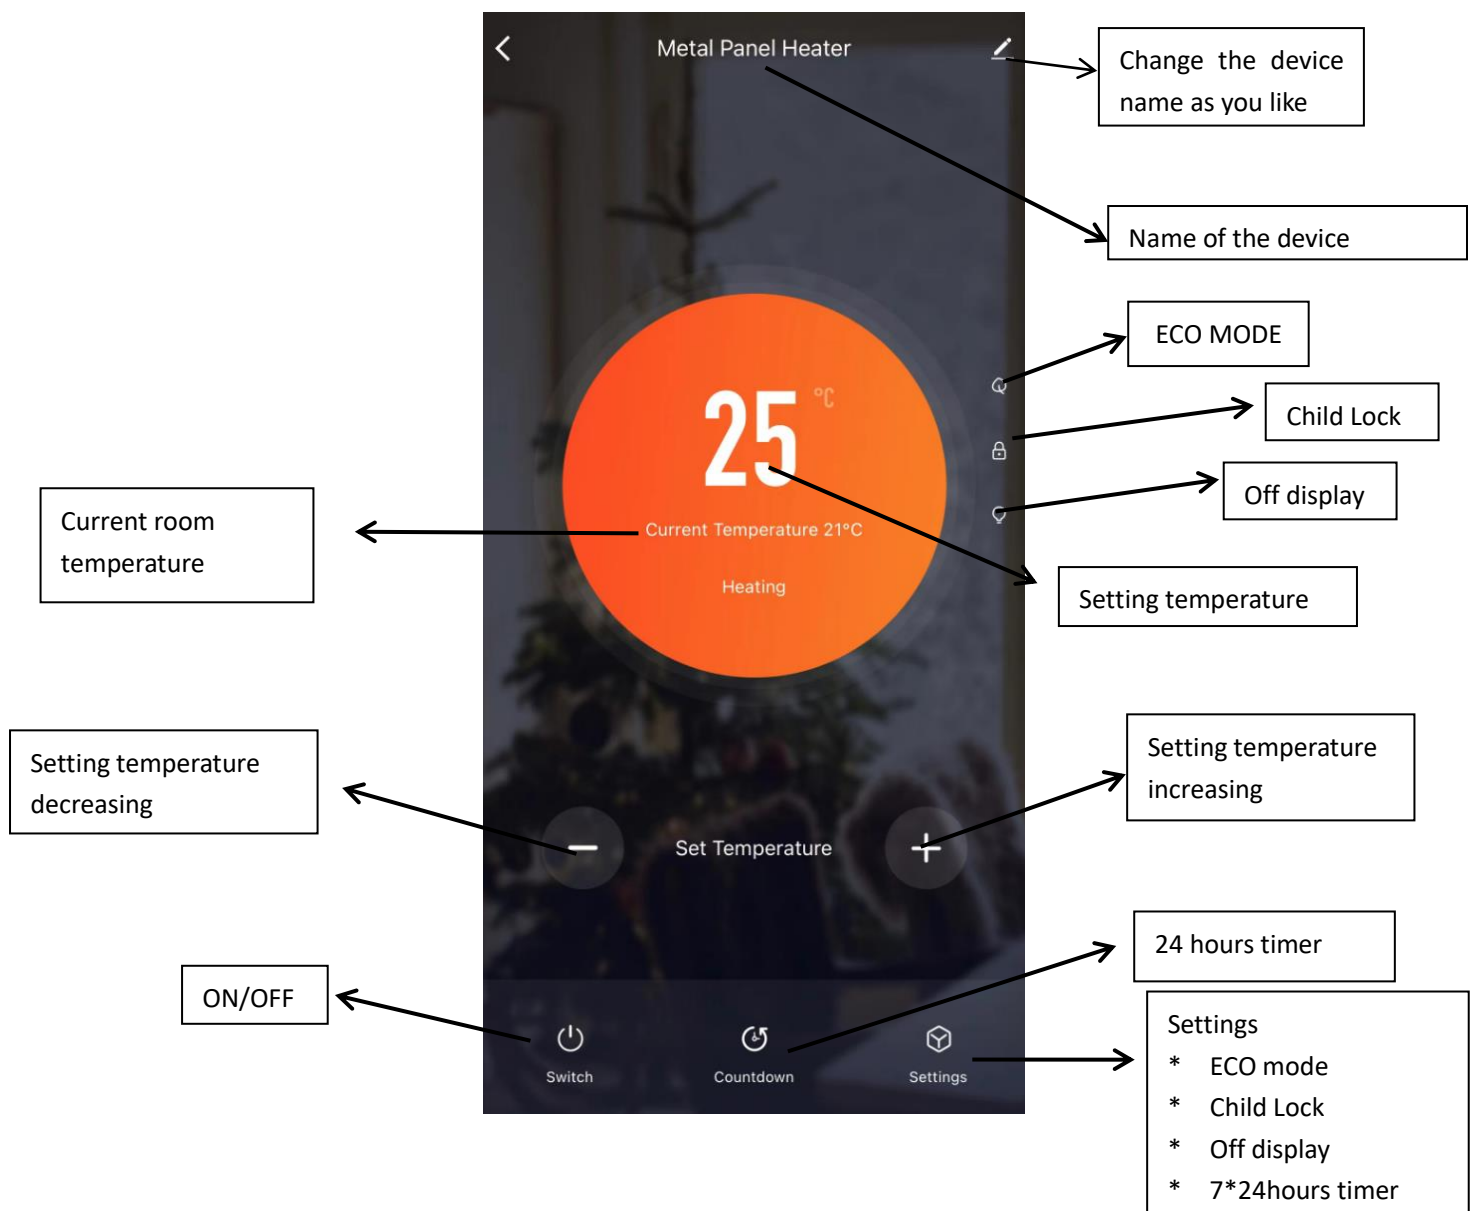 Metal Panel Heater
Change the device
name as you like
Name of the device
ECO MODE
Child Lock
Off display
25 °C
Current Temperature 21°C
Heating
Current room
temperature
Setting temperature
Setting temperature
decreasing
Setting temperature
increasing
Set Temperature
24 hours timer
ON/OFF
Switch
Countdown
Settings
Settings
* ECO mode
* Child Lock
* Off display
* 7*24hours timer